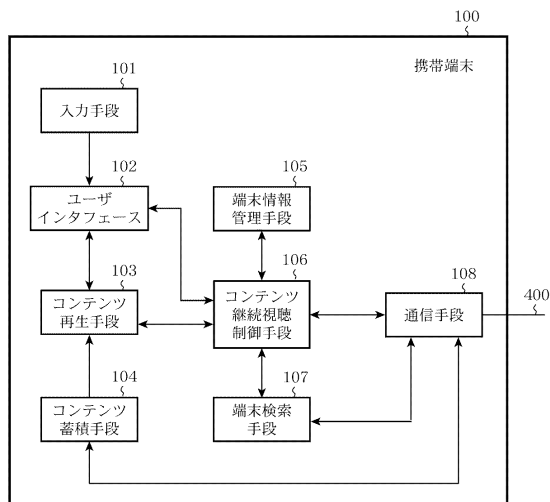 100
携帯端末
101
入力手段
102
ユーザ
インタフェース
103
コンテンツ
再生手段
104
コンテンツ
蓄積手段
105
端末情報
管理手段
106
コンテンツ
継続視聴
制御手段
107
端末検索
手段
108
通信手段
400